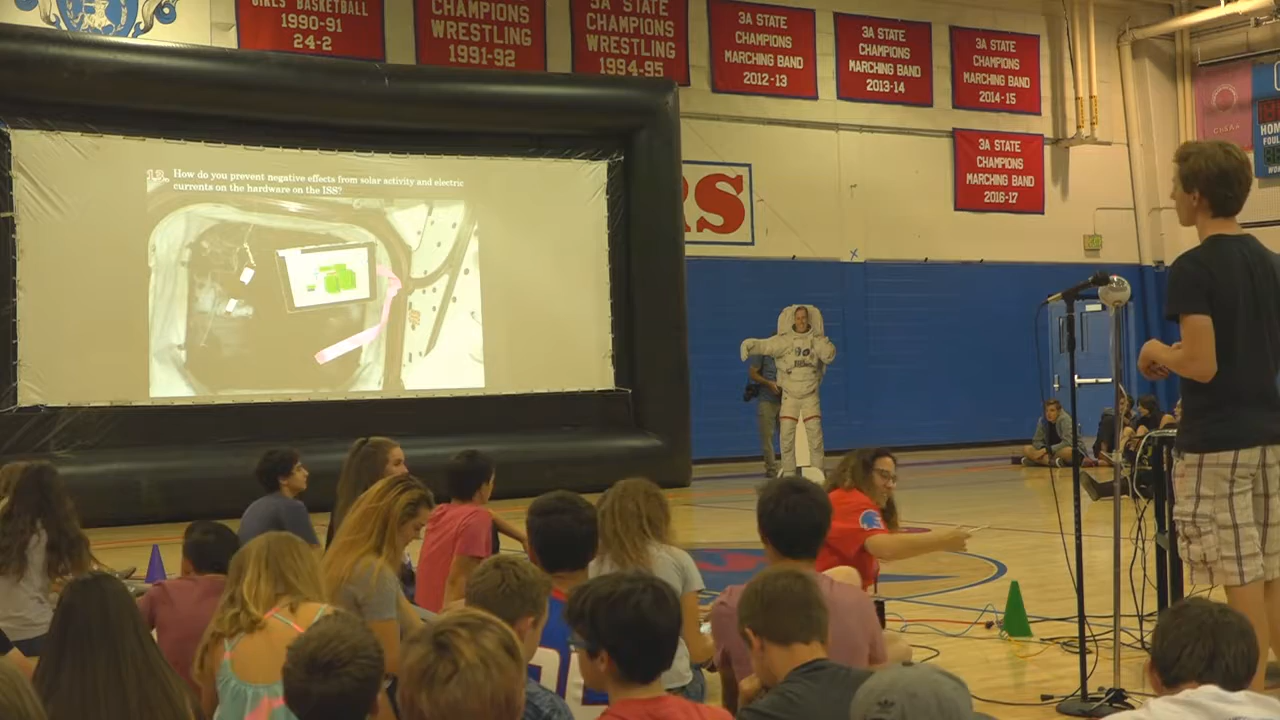 GIRLS BASKETBALL
1990-91
24-2
CHAMPIONS
WRESTLING
1991-92
3A STATE
CHAMPIONS
WRESTLING
1994-95
3A STATE
CHAMPIONS
MARCHING BAND
2012-13
3A STATE
CHAMPIONS
MARCHING BAND
2013-14
3A STATE
CHAMPIONS
MARCHING BAND
2014-15
3A STATE
CHAMPIONS
MARCHING BAND
2016-17
12. How do you prevent negative effects from solar activity and electric
currents on the hardware on the ISS?
RS
HOM
FOUL